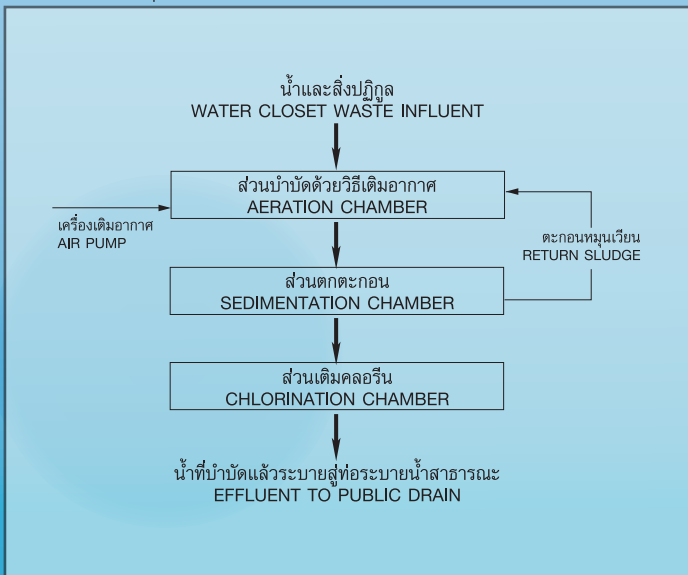 น้ำและสิ่งปฏิกูล
WATER CLOSET WASTE INFLUENT
ส่วนบำบัดด้วยวิธีเติมอากาศ
AERATION CHAMBER
เครื่องเติมอากาศ
AIR PUMP
ตะกอนหมุนเวียน
RETURN SLUDGE
ส่วนตกตะกอน
SEDIMENTATION CHAMBER
ส่วนเติมคลอรีน
CHLORINATION CHAMBER
น้ำที่บำบัดแล้วระบายสู่ท่อระบายน้ำสาธารณะ
EFFLUENT TO PUBLIC DRAIN